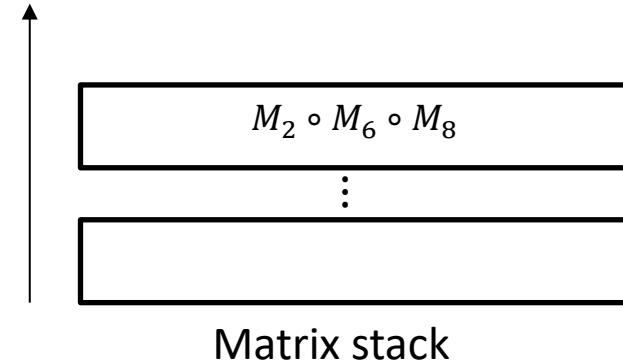 M₂ ∘ M₆ ∘ M₈
⋮
Matrix stack